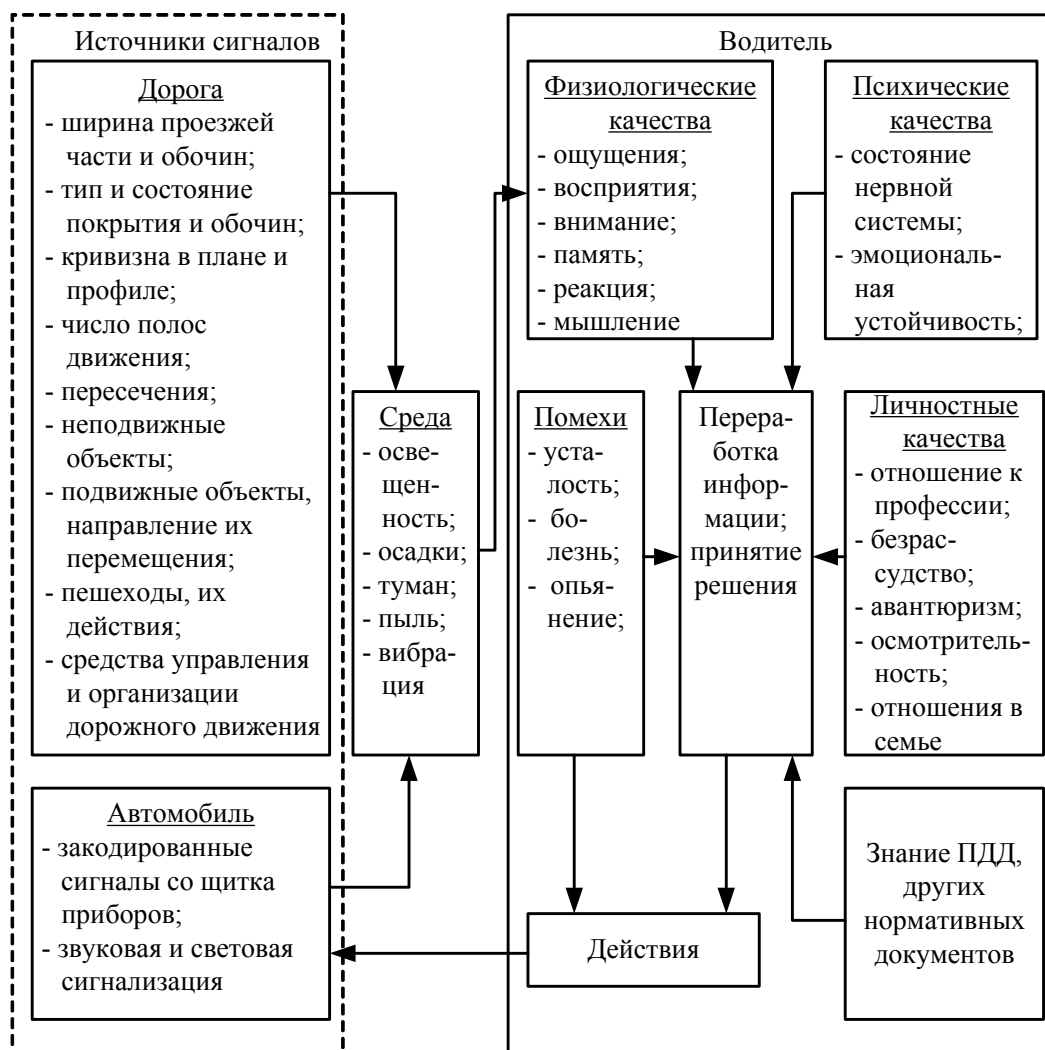 Источники сигналов
Дорога
- ширина проезжей
части и обочин;
- тип и состояние
покрытия и обочин;
- кривизна в плане и
профиле;
- число полос
движения;
- пересечения;
- неподвижные
объекты;
- подвижные объекты,
направление их
перемещения;
- пешеходы, их
действия;
- средства управления
и организации
дорожного движения
Автомобиль
- закодированные
сигналы со щитка
приборов;
- звуковая и световая
сигнализация
Среда
- осве-
щен-
ность;
- осадки;
- туман;
- пыль;
- вибра-
ция
Водитель
Физиологические
качества
- ощущения;
- восприятия;
- внимание;
- память;
- реакция;
- мышление
Психические
качества
- состояние
нервной
системы;
- эмоциональ-
ная
устойчивость;
Помехи
- уста-
лость;
- бо-
лезнь;
- опья-
нение;
Перера-
ботка
инфор-
мации;
принятие
решения
Личностные
качества
- отношение к
профессии;
- безрас-
судство;
- авантюризм;
- осмотритель-
ность;
- отношения в
семье
Действия
Знание ПДД,
других
нормативных
документов